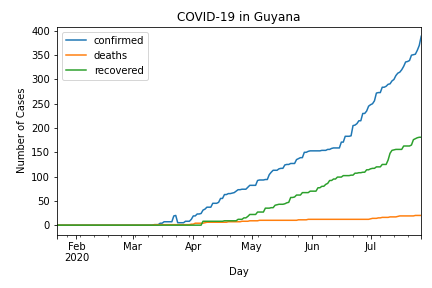 COVID-19 in Guyana
confirmed
deaths
recovered
Number of Cases
400
350
300
250
200
150
100
50
0
Feb Mar Apr May Jun Jul
2020
Day